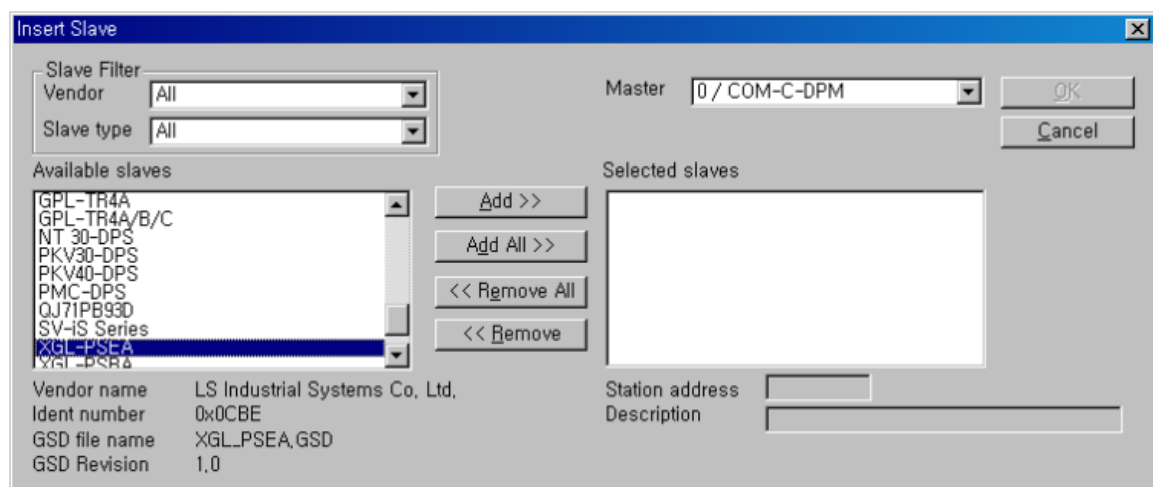 Insert Slave
Slave Filter
Vendor All
Slave type All
Master 0 / COM-C-DPM
OK
Cancel
Available slaves
GPL-TR4A
GPL-TR4A/B/C
NT 30-DPS
PKV30-DPS
PKV40-DPS
PMC-DPS
QJ71PB93D
SV-iS Series
XGL-PSEA
XGL-PSRA
Add >>
Add All >>
<< Remove All
<< Remove
Selected slaves
Vendor name LS Industrial Systems Co, Ltd,
Ident number 0x0CBE
GSD file name XGL_PSEA,GSD
GSD Revision 1,0
Station address
Description